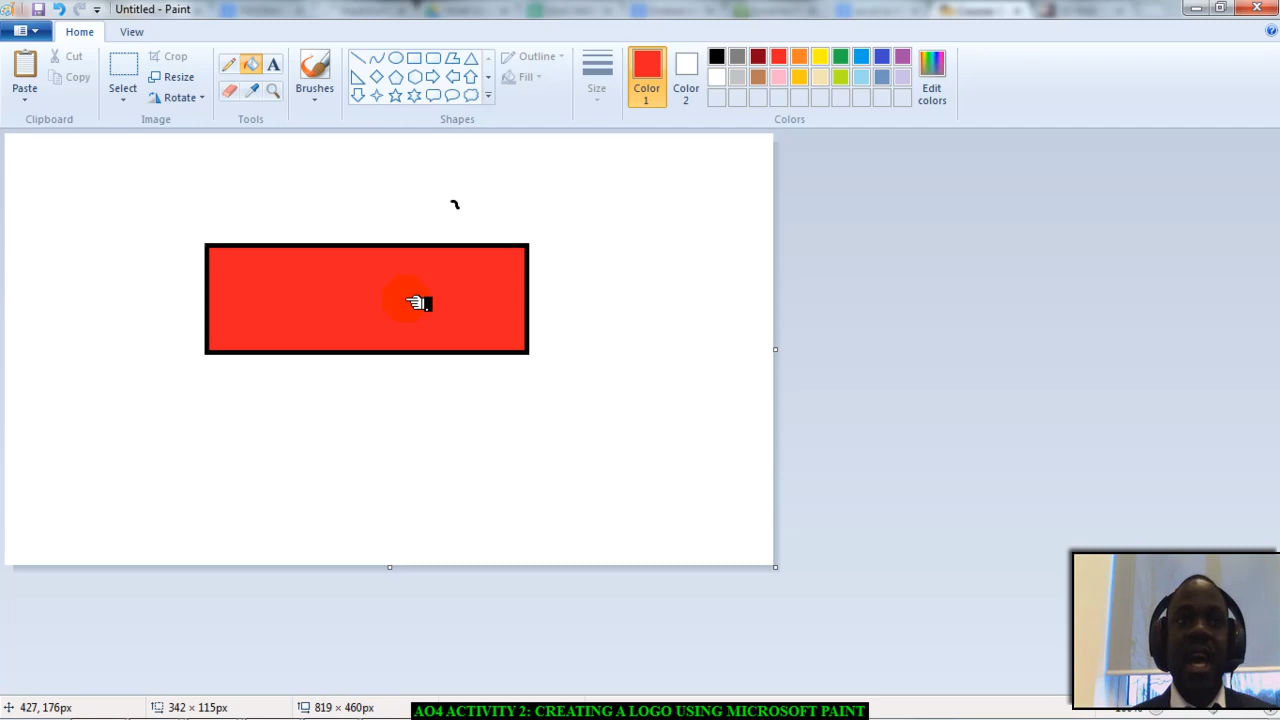 Untitled - Paint
Home
View
Paste
Cut
Copy
Clipboard
Select
Crop
Resize
Rotate
Image
A
Tools
Brushes
Outline
Fill
Shapes
Size
Color
1
Color
2
Edit
colors
Colors
427, 176px
342 × 115px
819 × 460px
AO4 ACTIVITY 2: CREATING A LOGO USING MICROSOFT PAINT